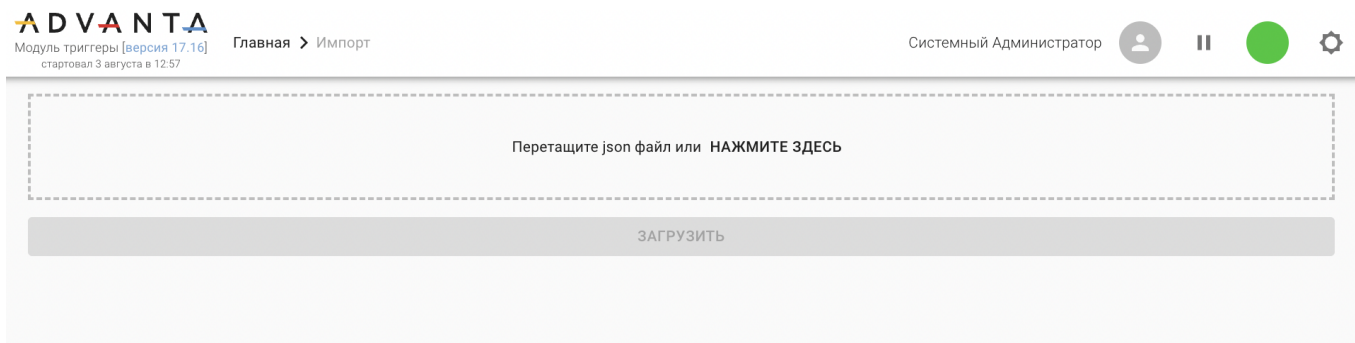 ADVANTA
Модуль триггеры [версия 17.16]
стартовал 3 августа в 12:57
Главная > Импорт
Системный Администратор
Перетащите json файл или НАЖМИТЕ ЗДЕСЬ
ЗАГРУЗИТЬ